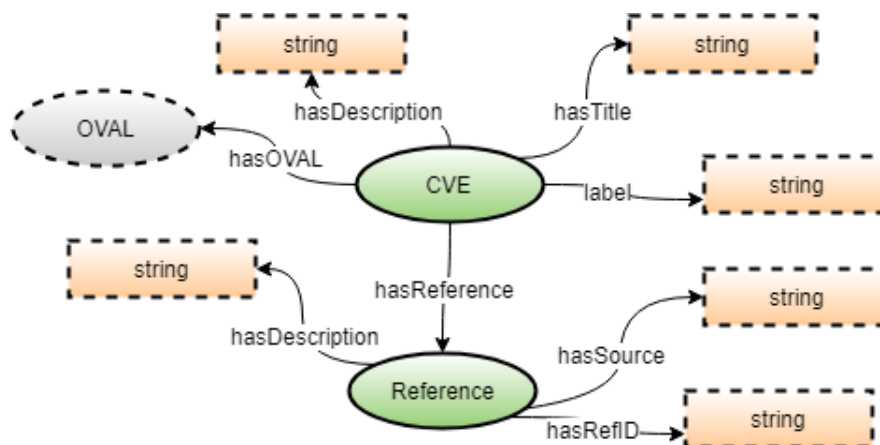 string
string
hasDescription
hasTitle
OVAL
hasOVAL
CVE
label
string
string
hasReference
string
hasDescription
hasSource
Reference
hasRefID
string